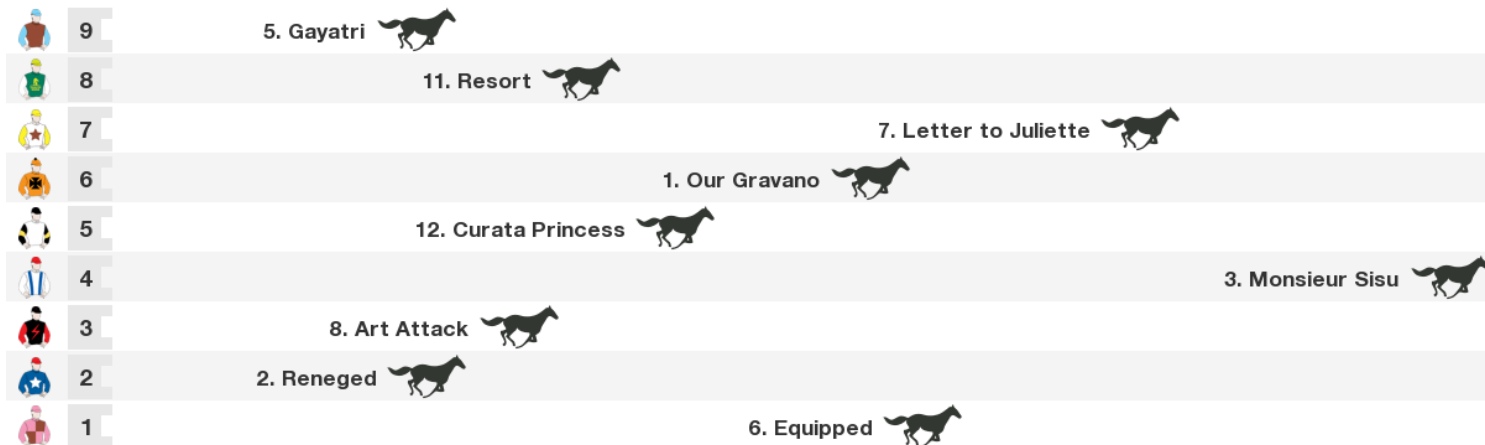 9 5. Gayatri
8 11. Resort
7 7. Letter to Juliette
6 1. Our Gravano
5 12. Curata Princess
4 3. Monsieur Sisu
3 8. Art Attack
2 2. Reneged
1 6. Equipped